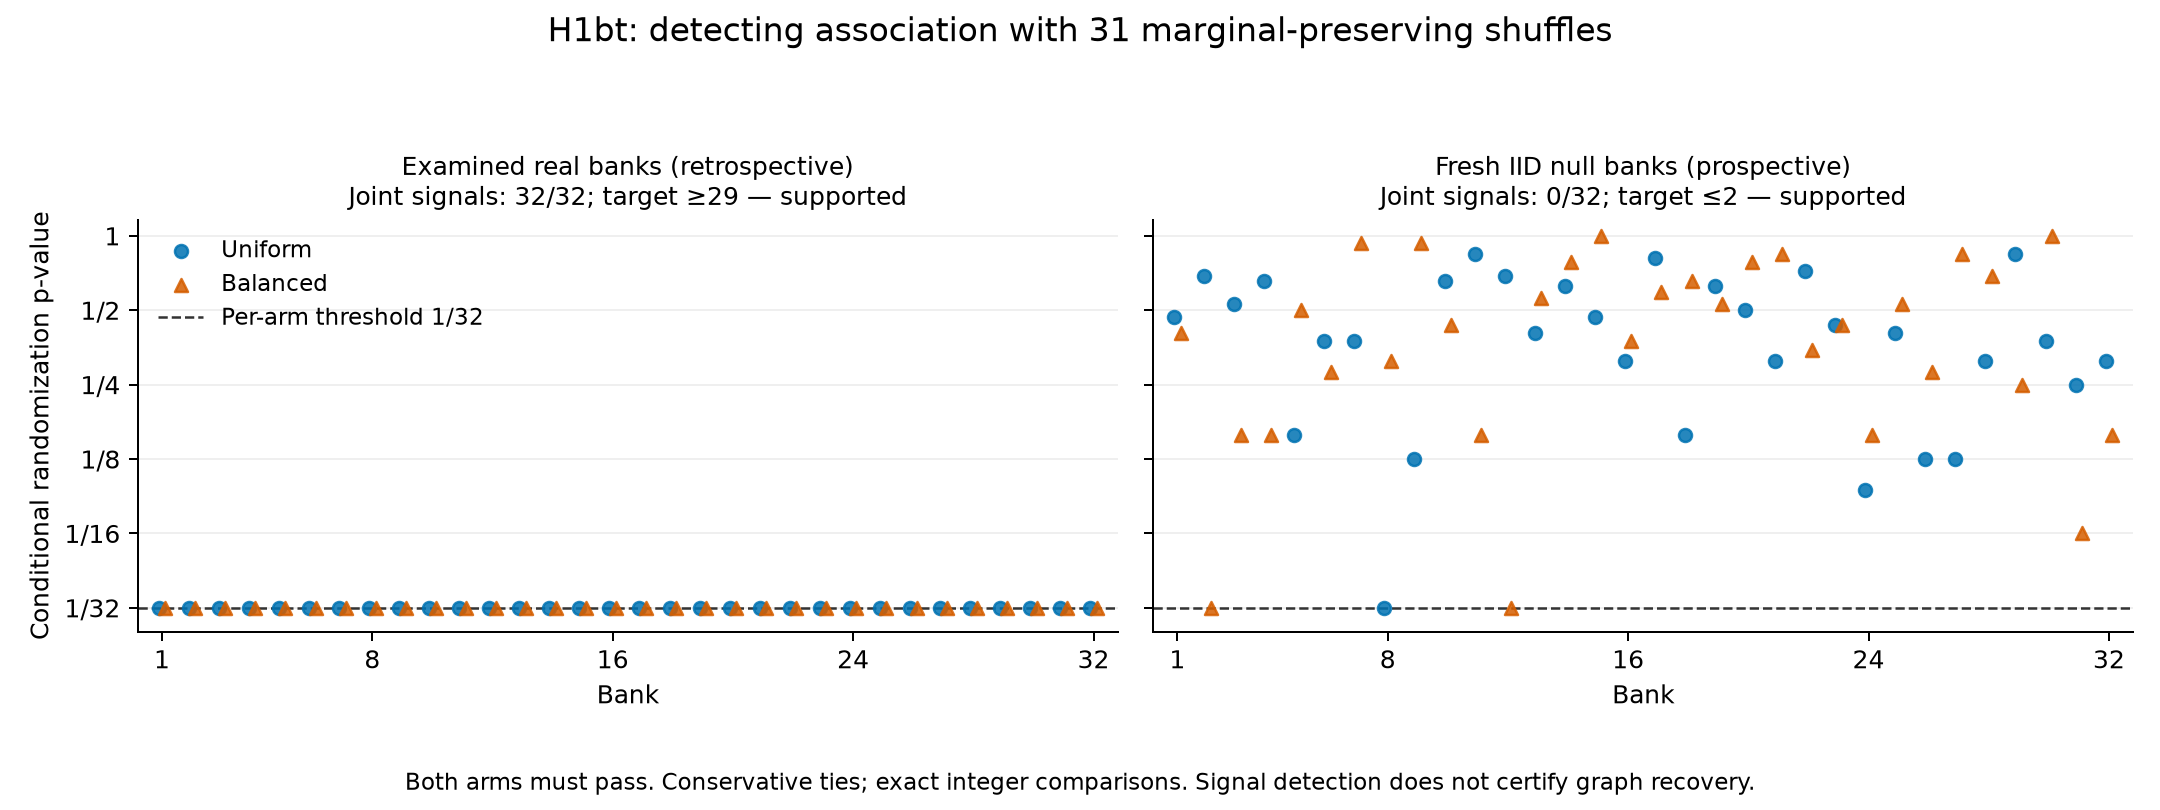 H1bt: detecting association with 31 marginal-preserving shuffles
Examined real banks (retrospective)
Joint signals: 32/32; target ≥29 — supported
Fresh IID null banks (prospective)
Joint signals: 0/32; target ≤2 — supported
Conditional randomization p-value
1
1/2
1/4
1/8
1/16
1/32
Uniform
Balanced
Per-arm threshold 1/32
1 8 16 24 32
Bank
1 8 16 24 32
Bank
Both arms must pass. Conservative ties; exact integer comparisons. Signal detection does not certify graph recovery.